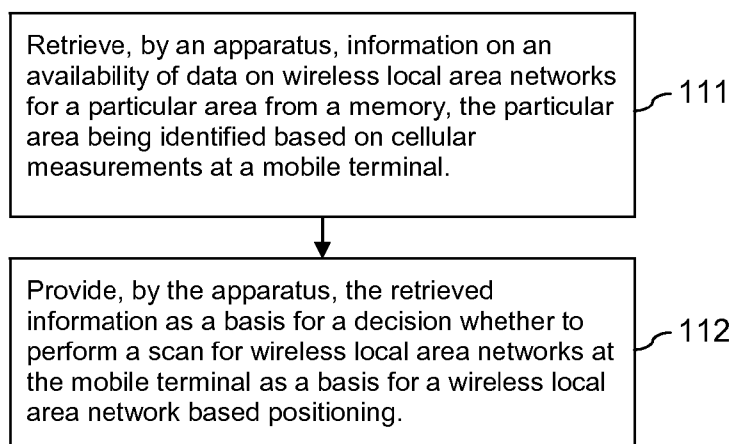 Retrieve, by an apparatus, information on an
availability of data on wireless local area networks
for a particular area from a memory, the particular
area being identified based on cellular
measurements at a mobile terminal.
111
Provide, by the apparatus, the retrieved
information as a basis for a decision whether to
perform a scan for wireless local area networks at
the mobile terminal as a basis for a wireless local
area network based positioning.
112